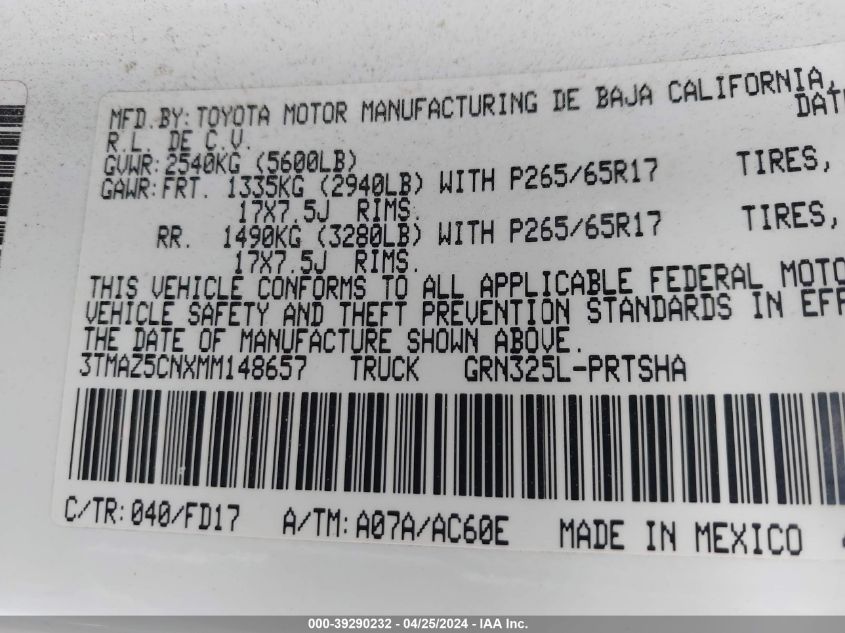 MFD.BY: TOYOTA MOTOR MANUFACTURING DE BAJA CALIFORNIA,
R.L. DE C.V.
GVWR: 2540KG (5600LB)
GAWR: FRT. 1335KG (2940LB) WITH P265/65R17 TIRES,
17X7.5J RIMS.
RR. 1490KG (3280LB) WITH P265/65R17 TIRES,
17X7.5J RIMS.
THIS VEHICLE CONFORMS TO ALL APPLICABLE FEDERAL MOTO
VEHICLE SAFETY AND THEFT PREVENTION STANDARDS IN EFF
THE DATE OF MANUFACTURE SHOWN ABOVE.
3TMAZ5CNXMM148657 TRUCK GRN325L-PRTSHA
C/TR: 040/FD17 A/TM: A07A/AC60E MADE IN MEXICO
000-39290232 - 04/25/2024 - IAA Inc.